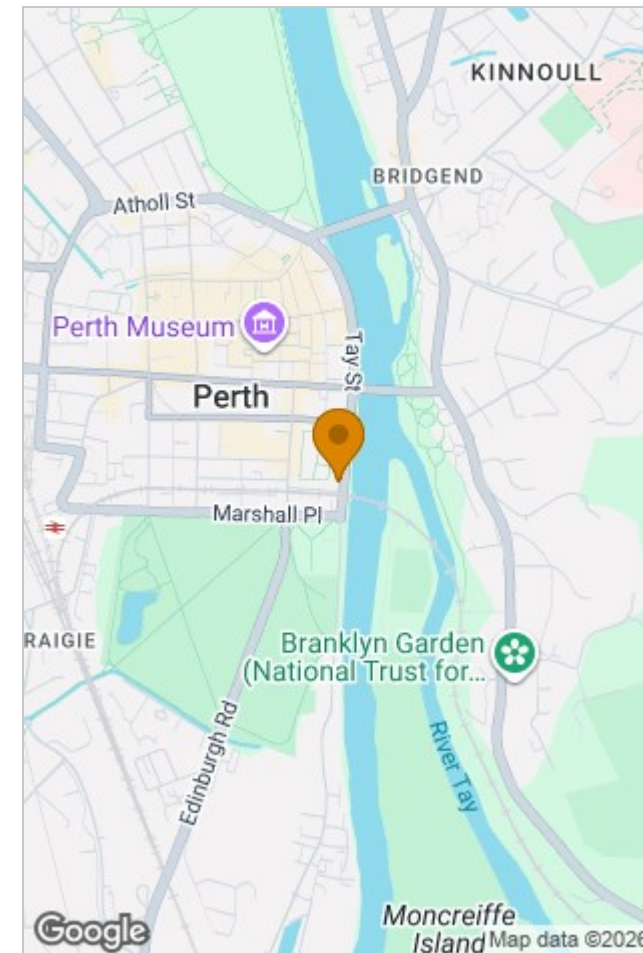 KINNOULL
BRIDGEND
Atholl St
Perth Museum
Tay St
Perth
Marshall Pl
RAIGIE
Branklyn Garden
(National Trust for...
Edinburgh Rd
River Tay
Moncreiffe
Island
Google
Map data ©2026